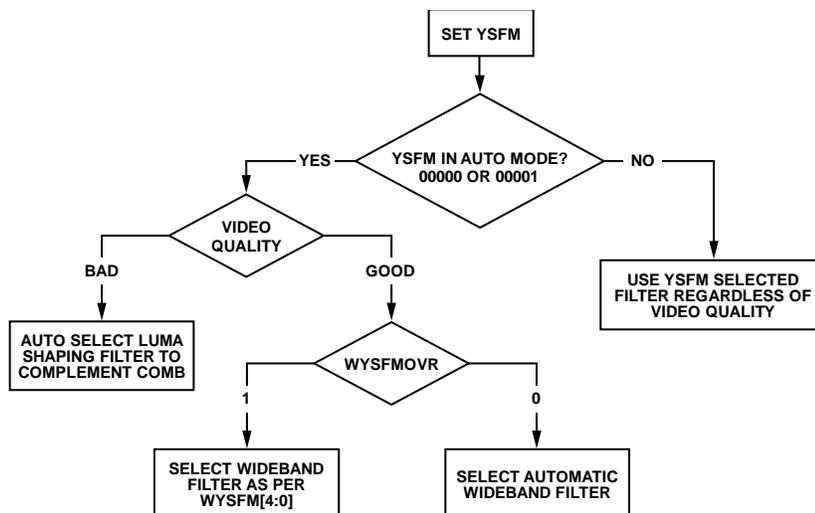 SET YSFM
YSFM IN AUTO MODE?
00000 OR 00001
YES
NO
VIDEO
QUALITY
BAD
GOOD
USE YSFM SELECTED
FILTER REGARDLESS OF
VIDEO QUALITY
AUTO SELECT LUMA
SHAPING FILTER TO
COMPLEMENT COMB
WYSFMOVR
1
0
SELECT WIDEBAND
FILTER AS PER
WYSFM[4:0]
SELECT AUTOMATIC
WIDEBAND FILTER